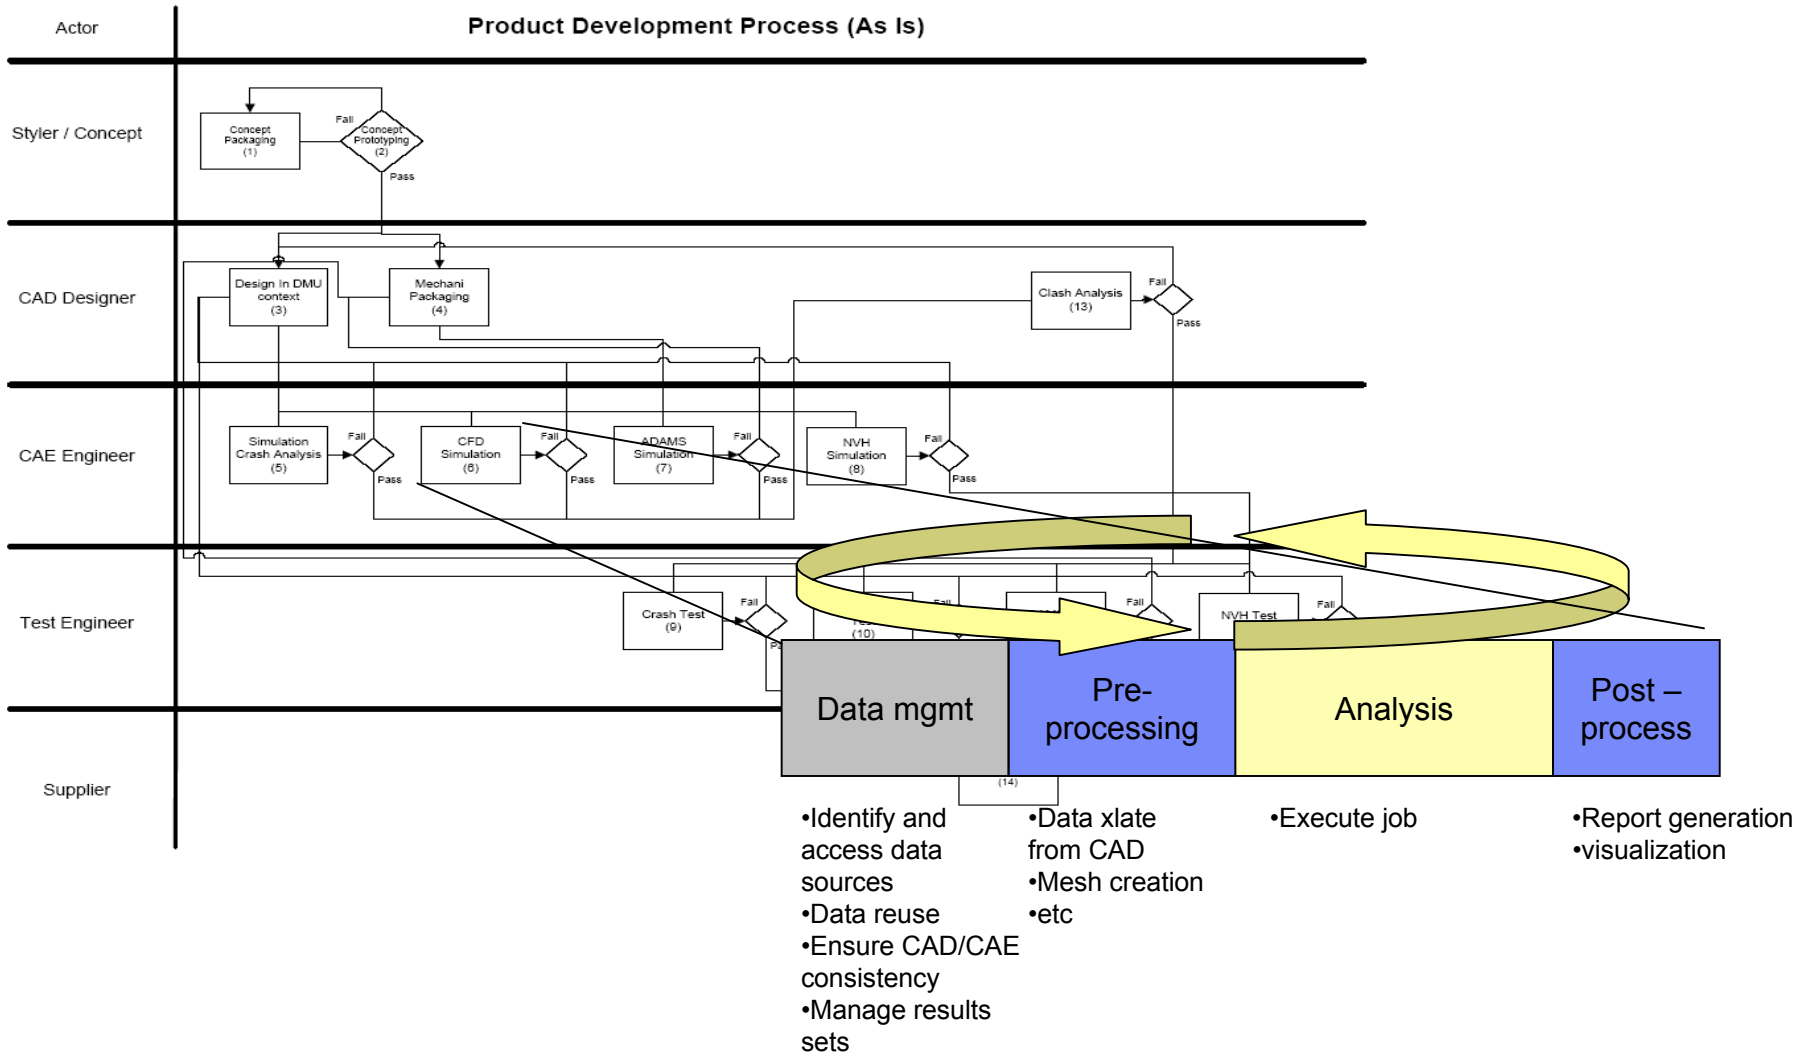 Actor
Product Development Process (As Is)
Styler / Concept
Concept
Packaging
(1)
Fail
Concept
Prototyping
(2)
Pass
CAD Designer
Design In DMU
context
(3)
Mechani
Packaging
(4)
Clash Analysis
(13)
Fail
Pass
CAE Engineer
Simulation
Crash Analysis
(5)
Fail
Pass
CFD
Simulation
(6)
Fail
Pass
ADAMS
Simulation
(7)
Fail
Pass
NVH
Simulation
(8)
Fail
Pass
Test Engineer
Crash Test
(9)
Fail
(10)
Fail
NVH Test
Fail
Supplier
(14)
Data mgmt
Pre-
processing
Analysis
Post –
process
•Identify and
access data
sources
•Data reuse
•Ensure CAD/CAE
consistency
•Manage results
sets
•Data xlate
from CAD
•Mesh creation
•etc
•Execute job
•Report generation
•visualization